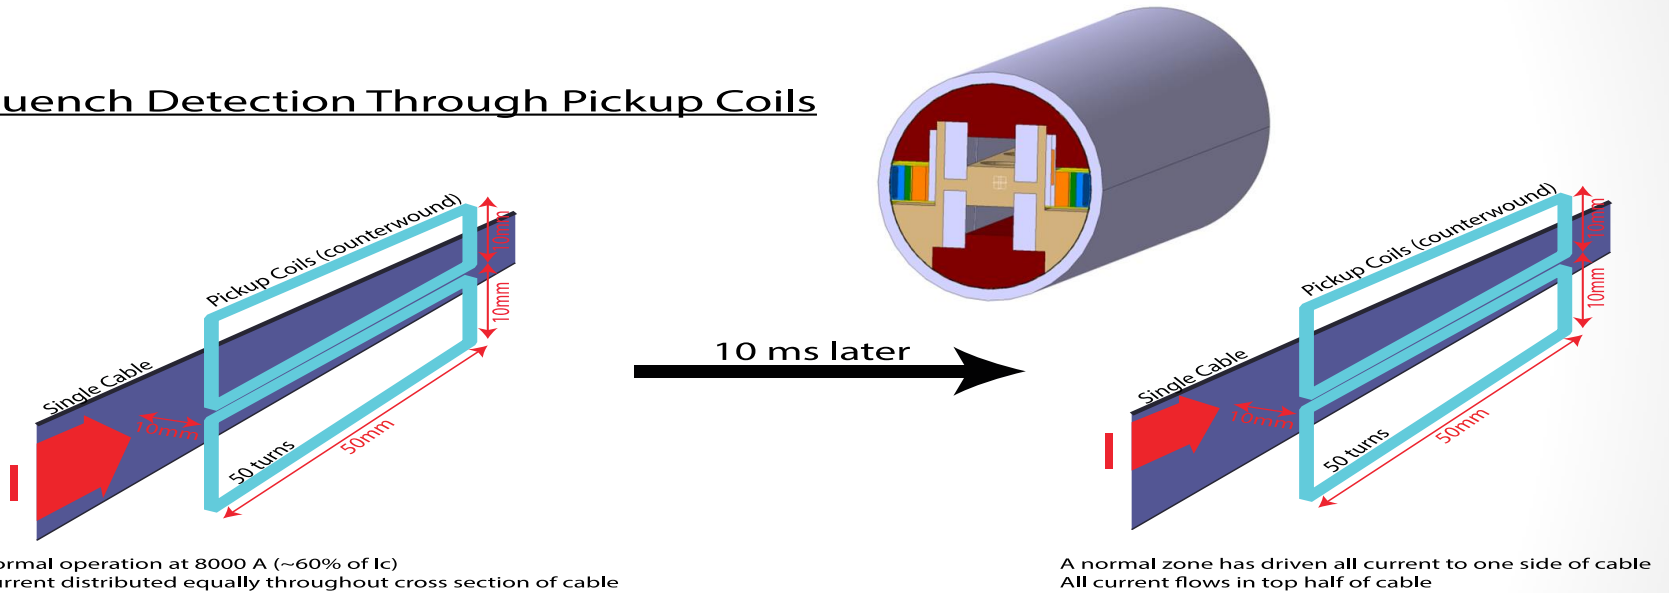 uench Detection Through Pickup Coils
Pickup Coils (counterwound)
10mm
10mm
Single Cable
10mm
50 turns
50mm
I
10 ms later
Pickup Coils (counterwound)
10mm
10mm
Single Cable
10mm
50 turns
50mm
I
ormal operation at 8000 A (~60% of Ic)
urrent distributed equally throughout cross section of cable
A normal zone has driven all current to one side of cable
All current flows in top half of cable